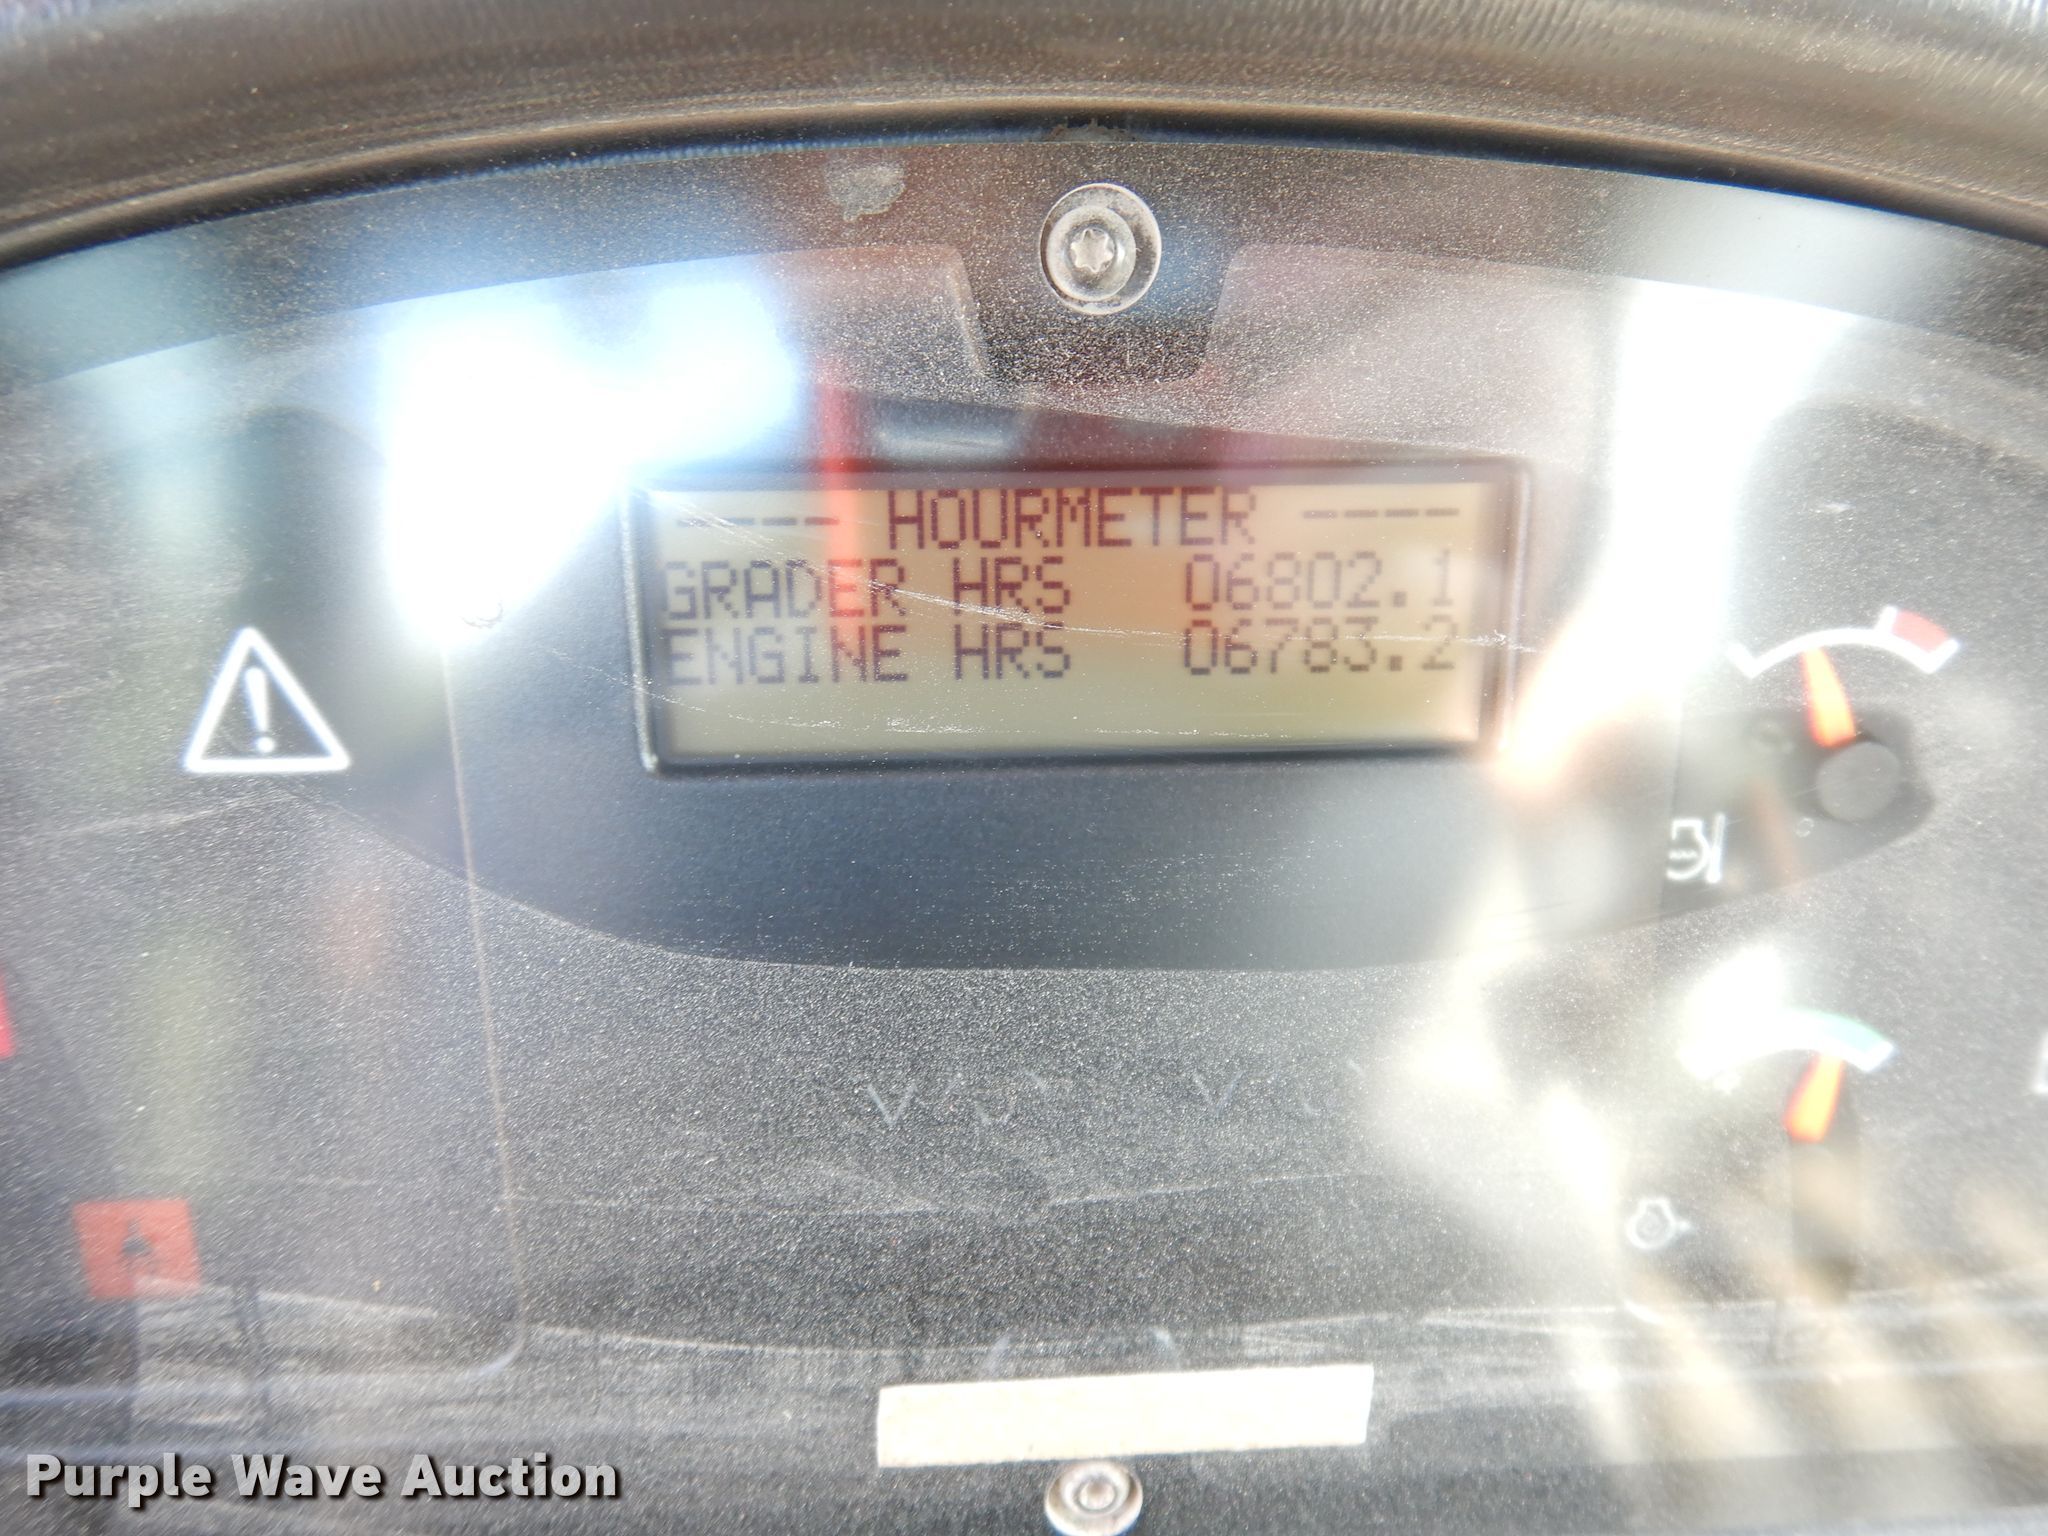 ---- HOURMETER ----
GRADER HRS 06802.1
ENGINE HRS 06783.2
Purple Wave Auction